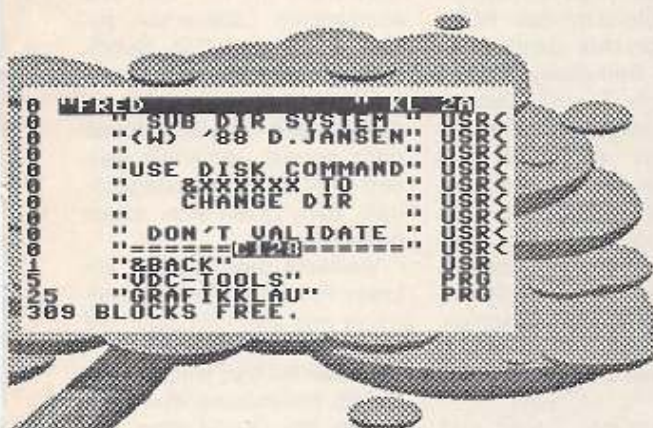 0 "FRED " KL 2A
0 " SUB DIR SYSTEM " USR<
0 "(W) '88 D.JANSEN" USR<
0 " " USR<
0 "USE DISK COMMAND" USR<
0 " &XXXXXX TO " USR<
0 " CHANGE DIR " USR<
0 " " USR<
0 " DON'T VALIDATE " USR<
0 "====== ======" USR<
1 "&BACK" USR
5 "VDC-TOOLS" PRG
25 "GRAFIKKLAU" PRG
309 BLOCKS FREE.